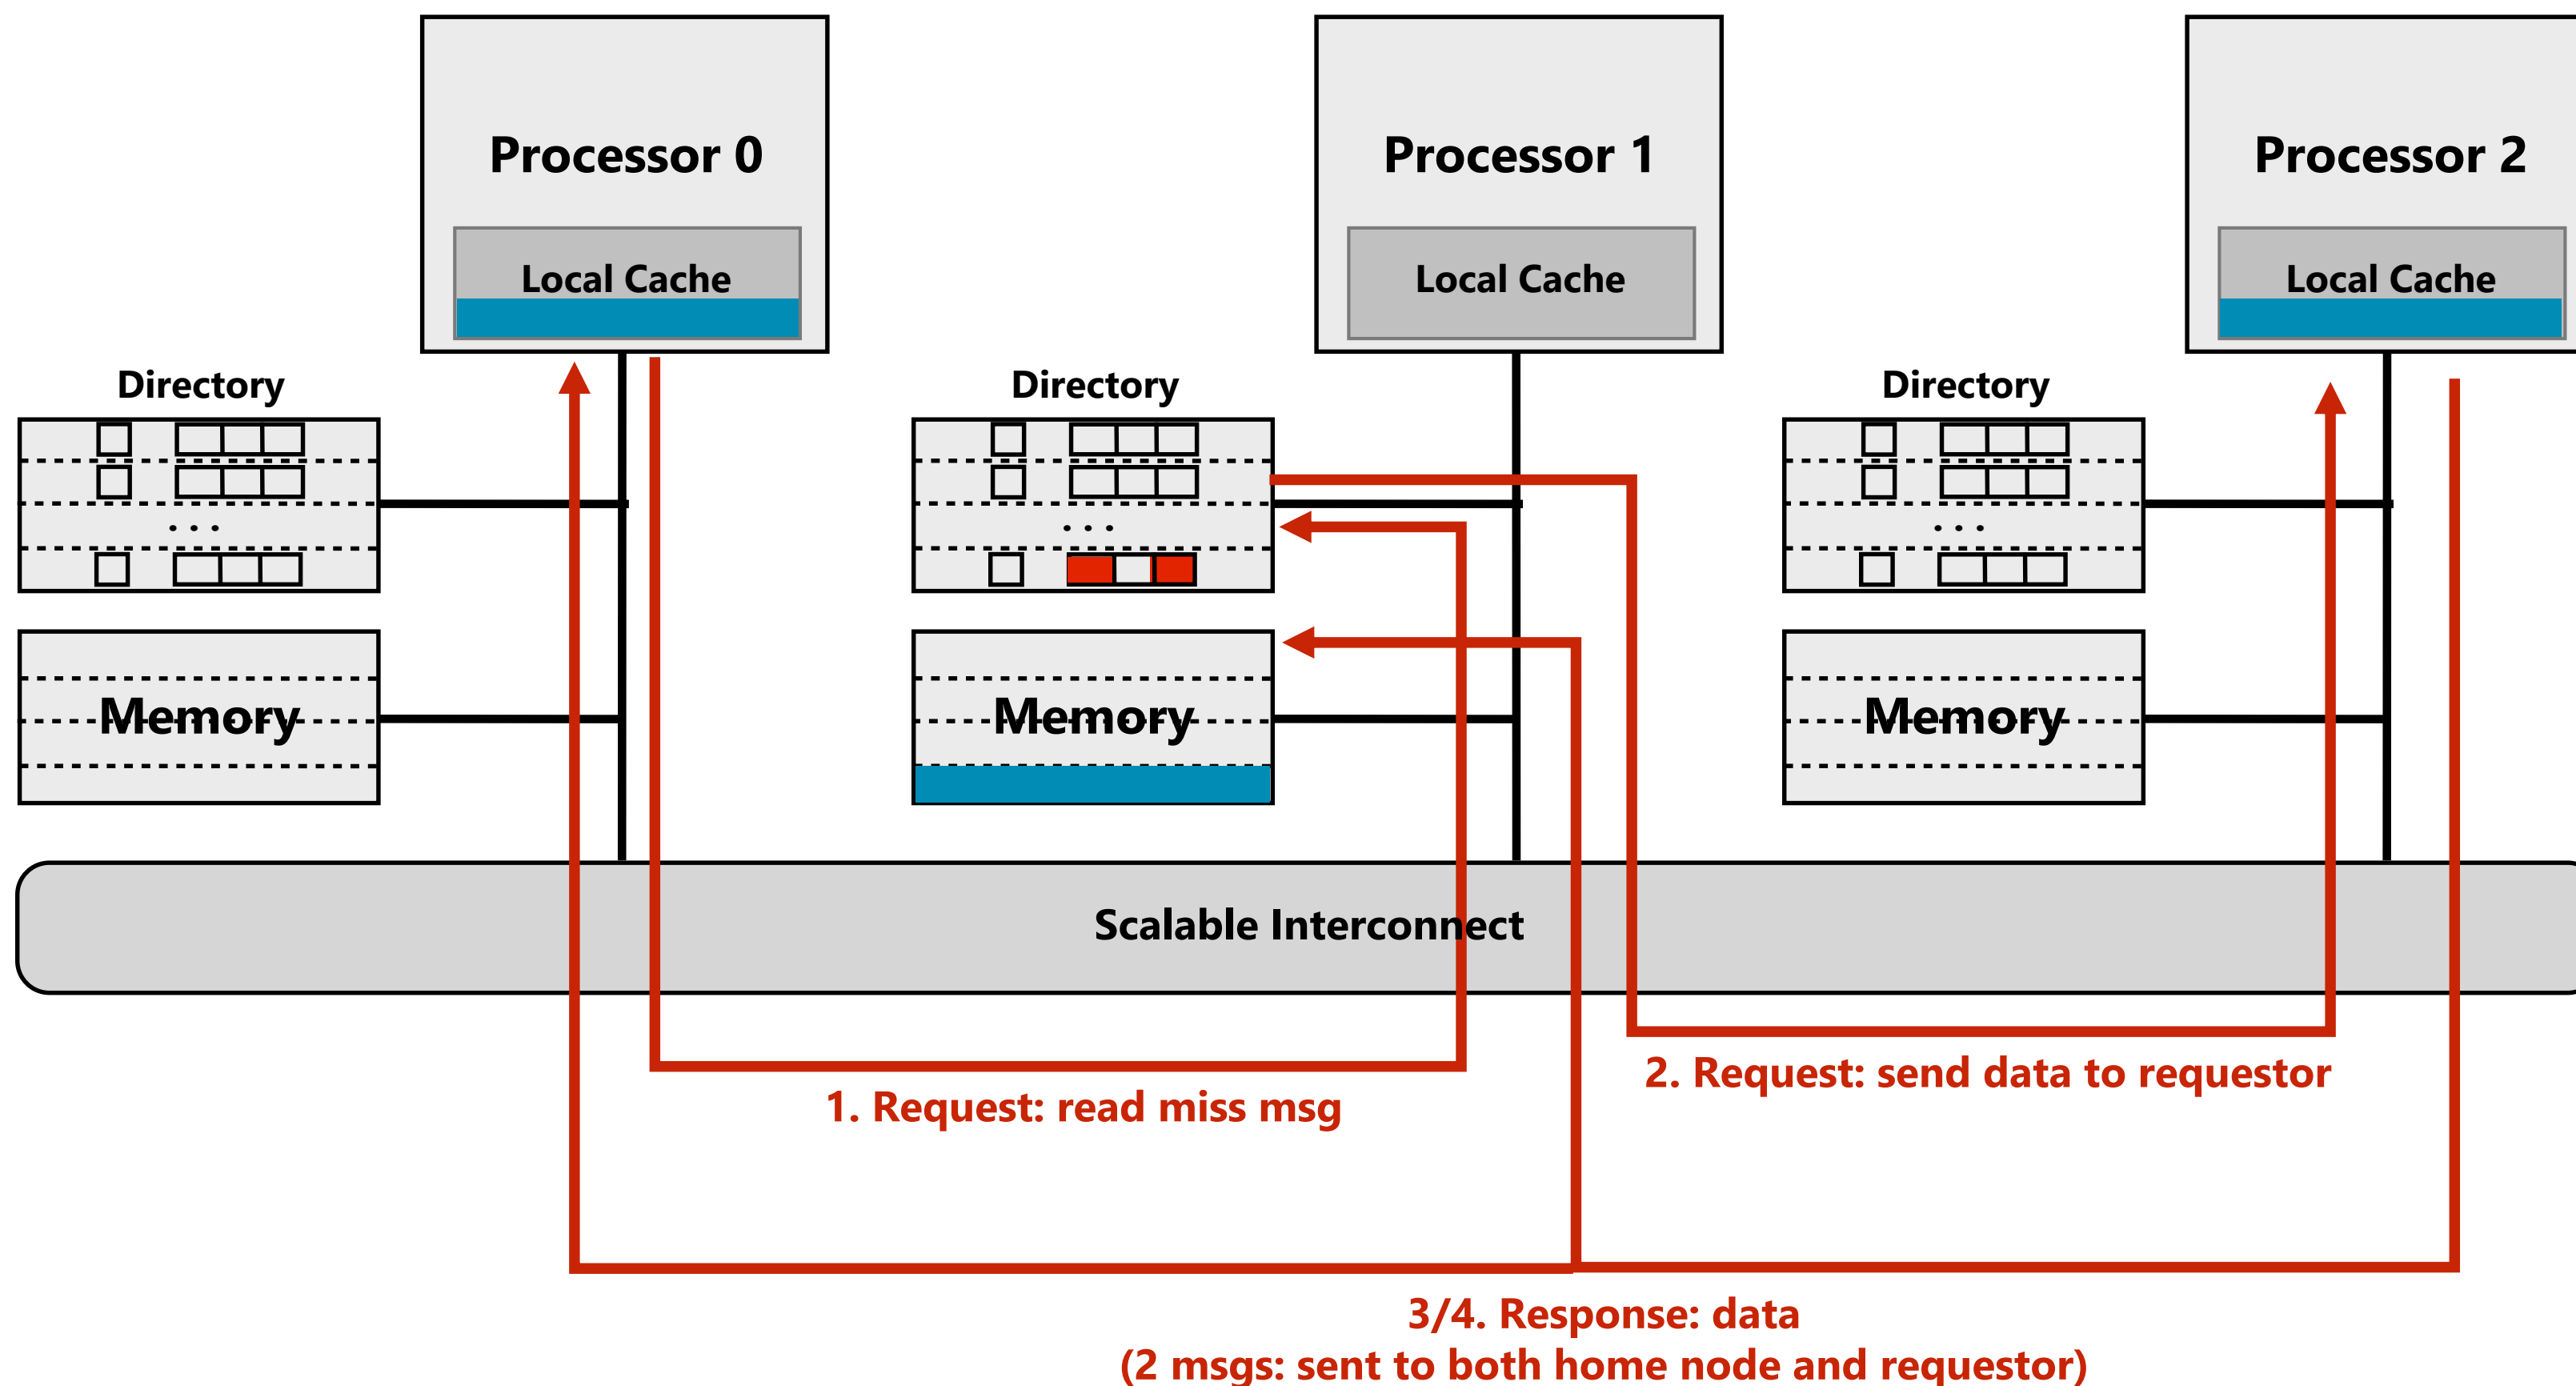 Processor 0
Processor 1
Processor 2
Local Cache
Local Cache
Local Cache
Directory
Directory
Directory
. . .
. . .
. . .
Memory
Memory
Memory
Scalable Interconnect
2. Request: send data to requestor
1. Request: read miss msg
3/4. Response: data
(2 msgs: sent to both home node and requestor)